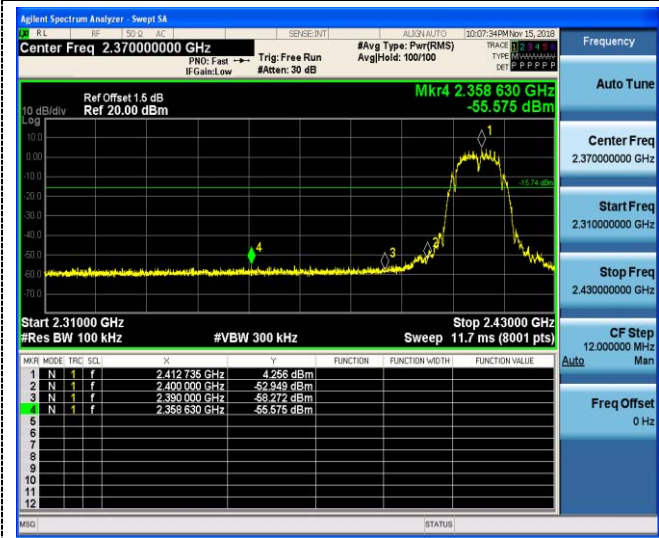 Agilent Spectrum Analyzer - Swept SA
RL RF 50 Ω AC SENSE:INT ALIGN AUTO 10:07:34PM Nov 15, 2018
Center Freq 2.370000000 GHz
PNO: Fast
IFGain:Low
Trig: Free Run
#Atten: 30 dB
#Avg Type: Pwr(RMS)
Avg|Hold: 100/100
TRACE 1 2 3 4 5 6
TYPE M
DET P P P P P P
Ref Offset 1.5 dB
10 dB/div Ref 20.00 dBm
Log
Mkr4 2.358 630 GHz
-55.575 dBm
10.0
0.00
-10.0
-20.0
-30.0
-40.0
-50.0
-60.0
-70.0
-15.74 dBm
1
2
3
4
Start 2.31000 GHz Stop 2.43000 GHz
#Res BW 100 kHz #VBW 300 kHz Sweep 11.7 ms (8001 pts)
MKR MODE TRC SCL X Y FUNCTION FUNCTION WIDTH FUNCTION VALUE
1 N 1 f 2.412 735 GHz 4.256 dBm
2 N 1 f 2.400 000 GHz -52.949 dBm
3 N 1 f 2.390 000 GHz -58.272 dBm
4 N 1 f 2.358 630 GHz -55.575 dBm
5
6
7
8
9
10
11
12
MSG STATUS
Frequency
Auto Tune
Center Freq
2.370000000 GHz
Start Freq
2.310000000 GHz
Stop Freq
2.430000000 GHz
CF Step
12.000000 MHz
Auto Man
Freq Offset
0 Hz